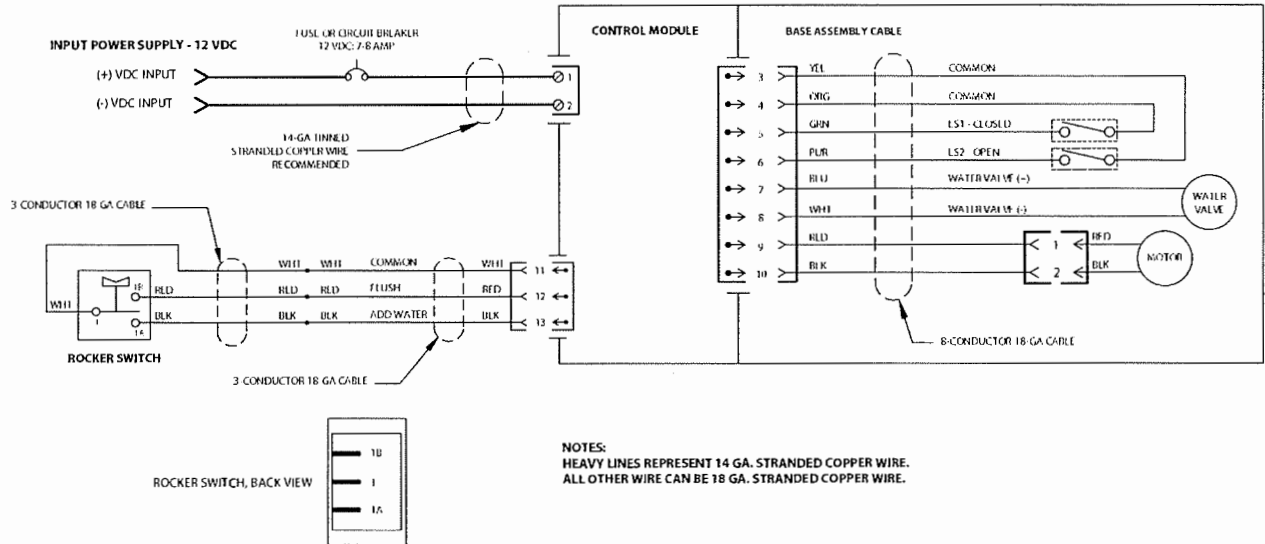 INPUT POWER SUPPLY - 12 VDC
FUSE OR CIRCUIT BREAKER
12 VDC: 7-8 AMP
(+) VDC INPUT
(-) VDC INPUT
14-GA TINNED
STRANDED COPPER WIRE
RECOMMENDED
1
2
CONTROL MODULE
BASE ASSEMBLY CABLE
3 YEL COMMON
4 ORG COMMON
5 GRN LS1 - CLOSED
6 PUR LS2 OPEN
7 BLU WATER VALVE (+)
8 WHT WATER VALVE (-)
9 RED 1 RED
10 BLK 2 BLK
WATER
VALVE
MOTOR
8-CONDUCTOR 18-GA CABLE
3 CONDUCTOR 18 GA CABLE
WHT WHT COMMON WHT 11
1B RED RED RED FLUSH RED 12
WHT 1
1A BLK BLK BLK ADD WATER BLK 13
ROCKER SWITCH
3-CONDUCTOR 18 GA CABLE
ROCKER SWITCH, BACK VIEW
1B
1
1A
NOTES:
HEAVY LINES REPRESENT 14 GA. STRANDED COPPER WIRE.
ALL OTHER WIRE CAN BE 18 GA. STRANDED COPPER WIRE.